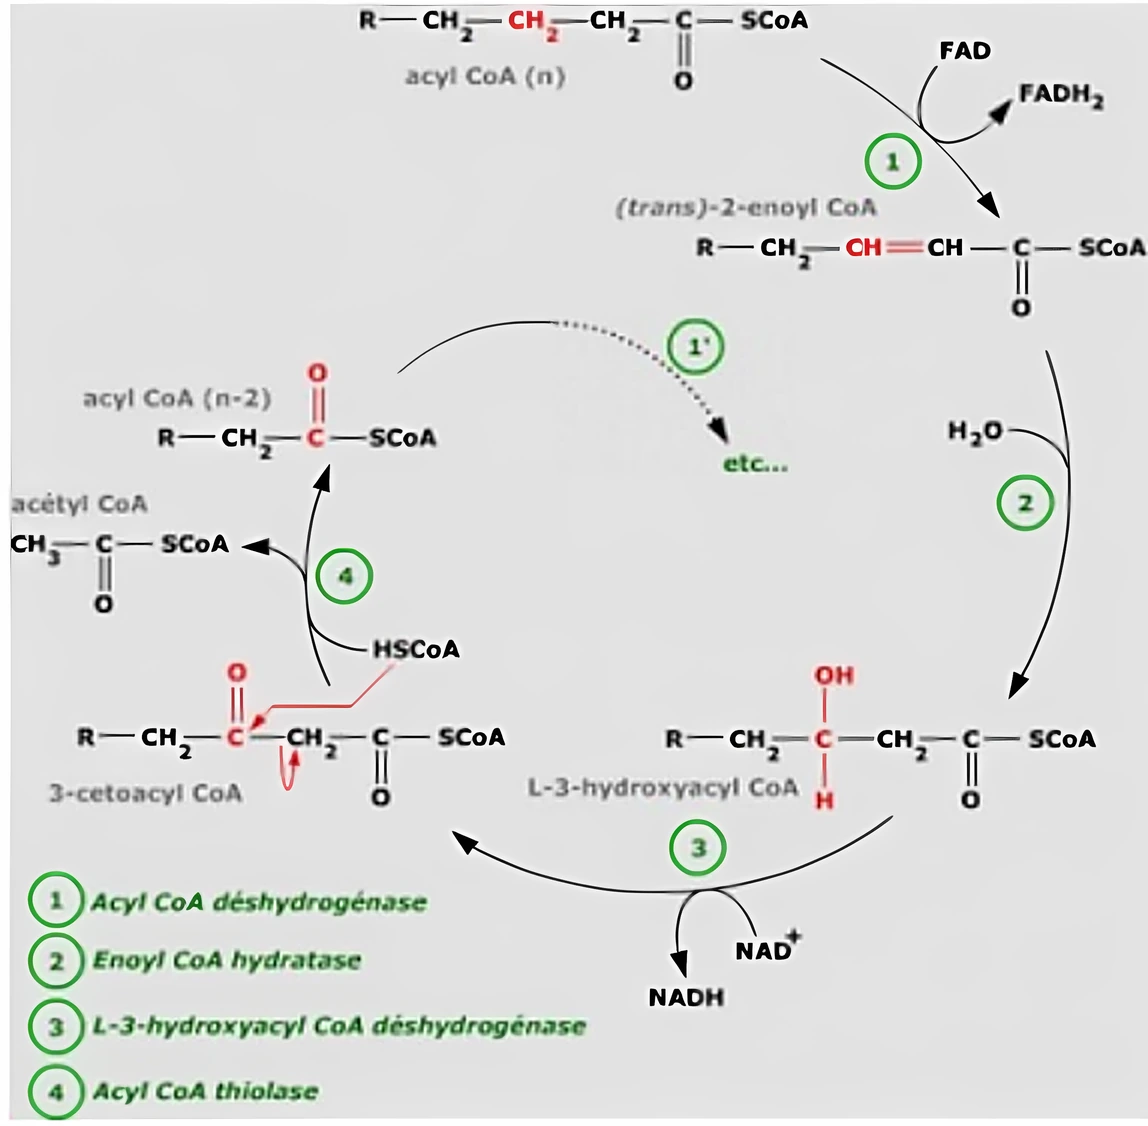 R—CH2—CH2—CH2—C—SCoA
O
acyl CoA (n)
FAD
FADH2
1
(trans)-2-enoyl CoA
R—CH2—CH=CH—C—SCoA
O
1'
etc...
O
acyl CoA (n-2)
R—CH2—C—SCoA
H2O
2
acétyl CoA
CH3—C—SCoA
O
4
HSCoA
O
R—CH2—C—CH2—C—SCoA
O
3-cetoacyl CoA
OH
R—CH2—C—CH2—C—SCoA
H
O
L-3-hydroxyacyl CoA
3
NAD+
NADH
1 Acyl CoA déshydrogénase
2 Enoyl CoA hydratase
3 L-3-hydroxyacyl CoA déshydrogénase
4 Acyl CoA thiolase